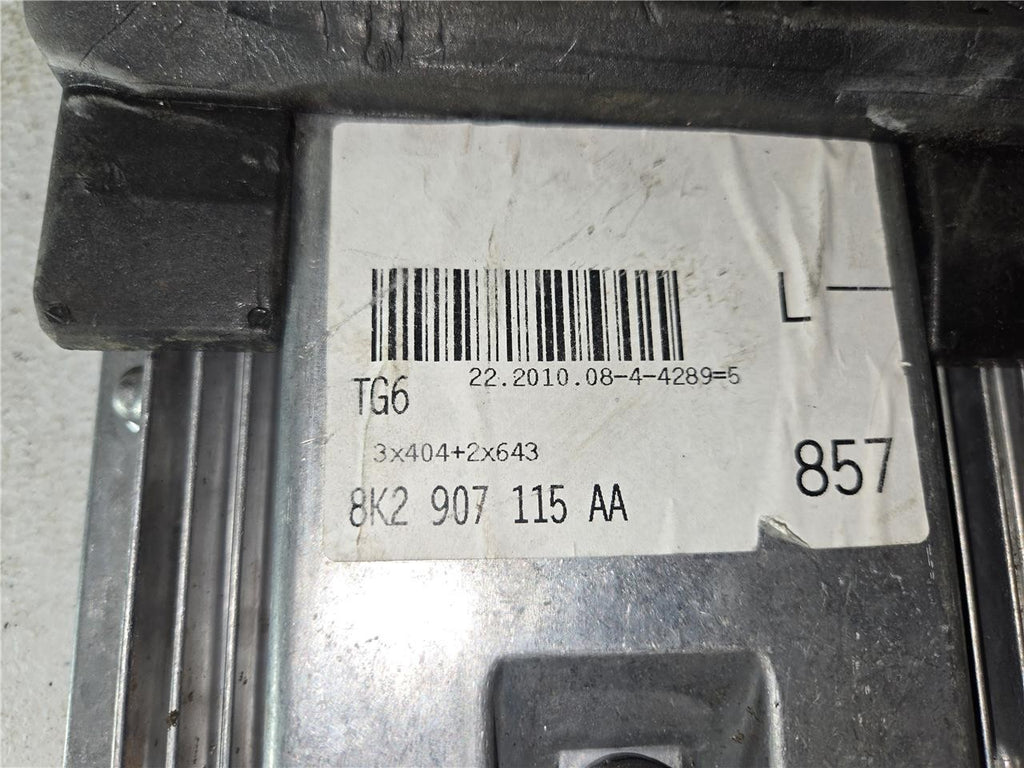 L —
22.2010.08-4-4289=5
TG6
3x404+2x643
857
8K2 907 115 AA